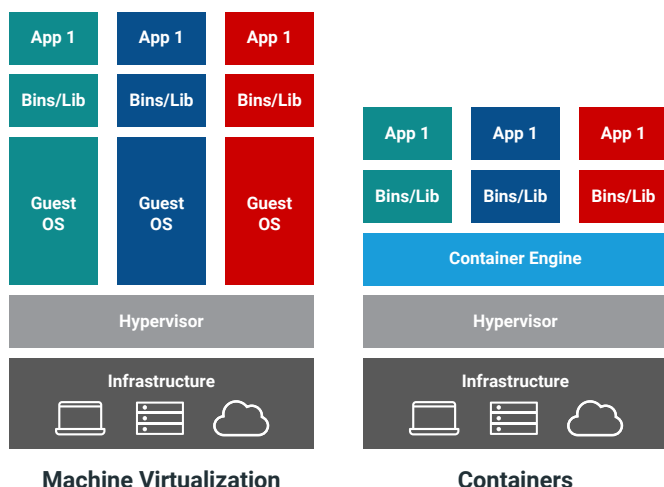 App 1
App 1
App 1
Bins/Lib
Bins/Lib
Bins/Lib
Guest
OS
Guest
OS
Guest
OS
Hypervisor
Infrastructure
Machine Virtualization
App 1
App 1
App 1
Bins/Lib
Bins/Lib
Bins/Lib
Container Engine
Hypervisor
Infrastructure
Containers